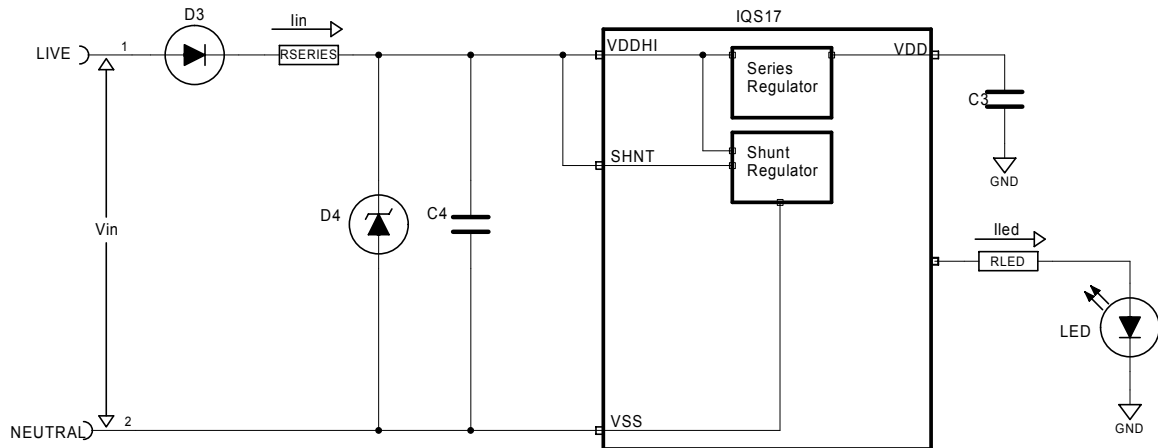 IQS17
D3
Iin
LIVE
1
RSERIES
VDDHI
VDD
Series
Regulator
C3
SHNT
Shunt
Regulator
GND
D4
C4
Vin
Iled
RLED
LED
NEUTRAL
2
VSS
GND